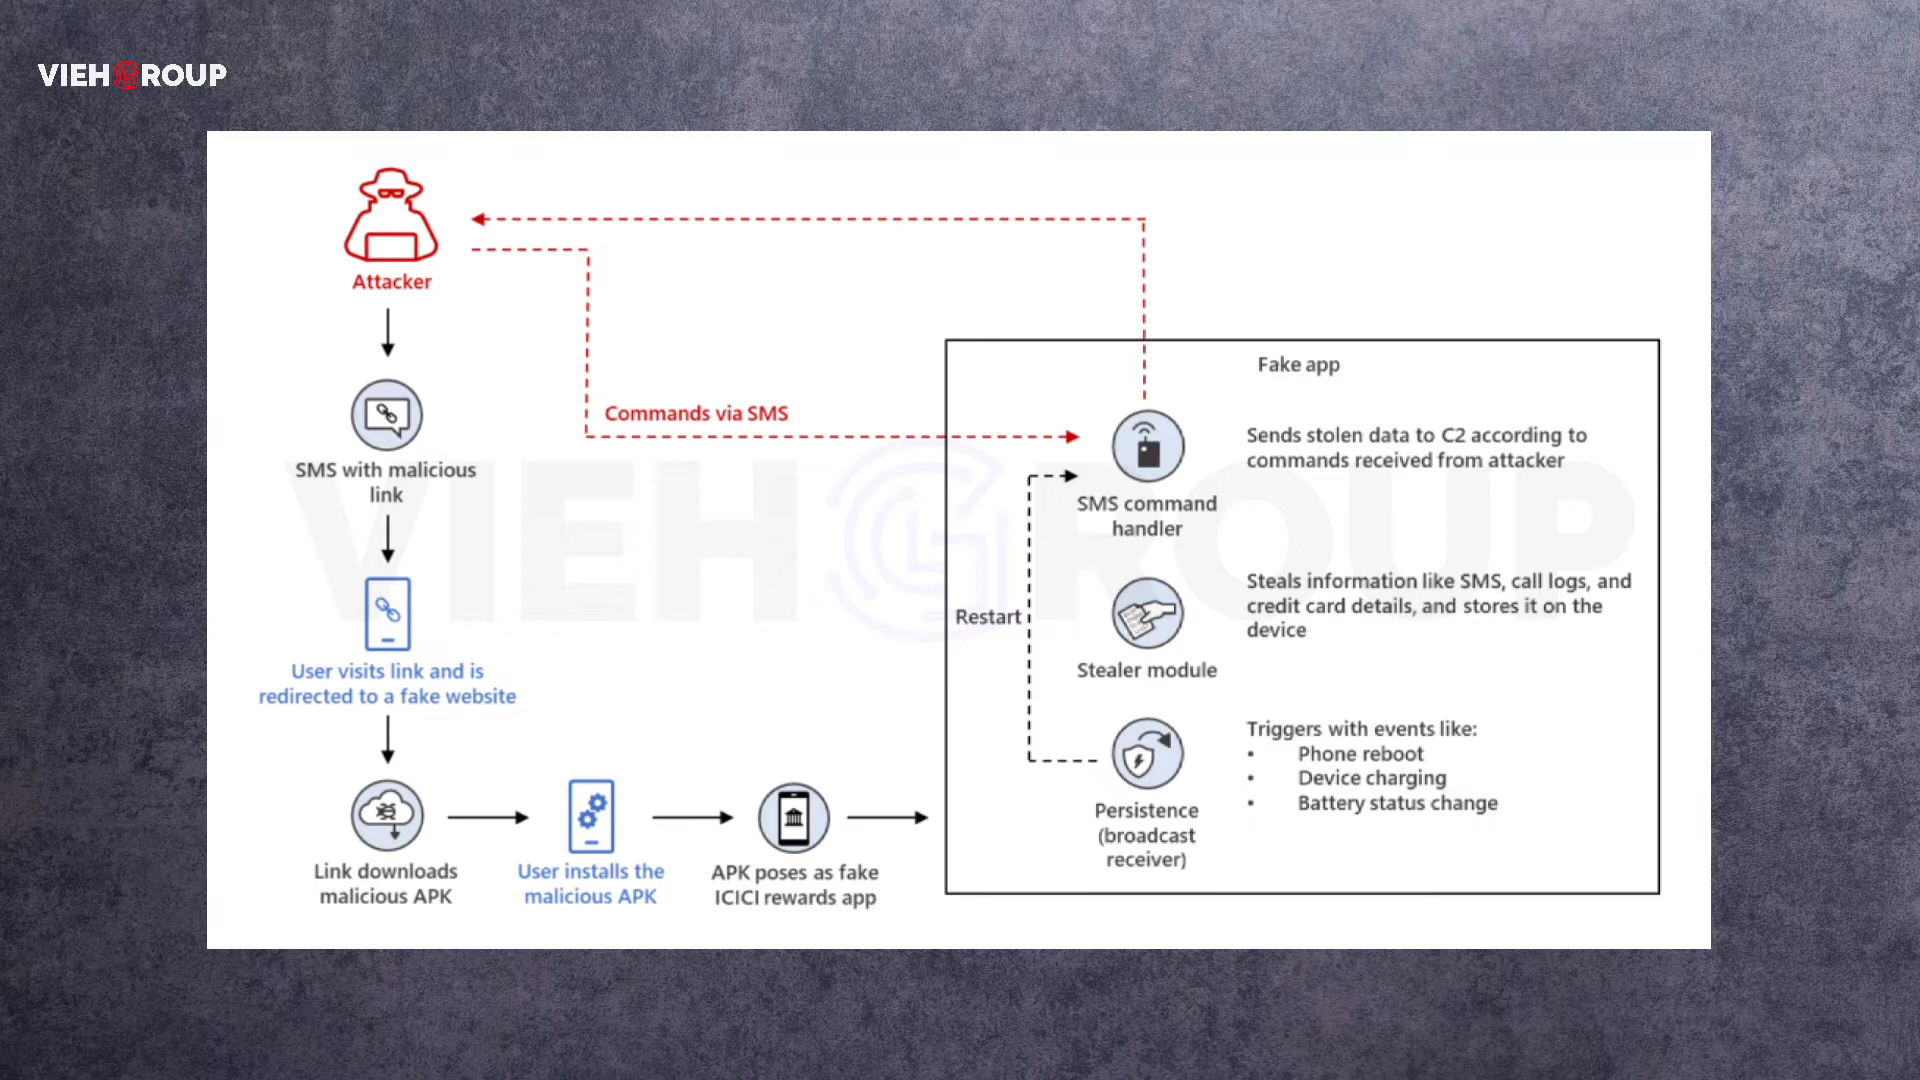 VIEHGROUP
Attacker
SMS with malicious
link
User visits link and is
redirected to a fake website
Link downloads
malicious APK
User installs the
malicious APK
APK poses as fake
ICICI rewards app
Commands via SMS
Fake app
SMS command
handler
Sends stolen data to C2 according to
commands received from attacker
Restart
Stealer module
Steals information like SMS, call logs, and
credit card details, and stores it on the
device
Persistence
(broadcast
receiver)
Triggers with events like:
• Phone reboot
• Device charging
• Battery status change
VIEHGROUP